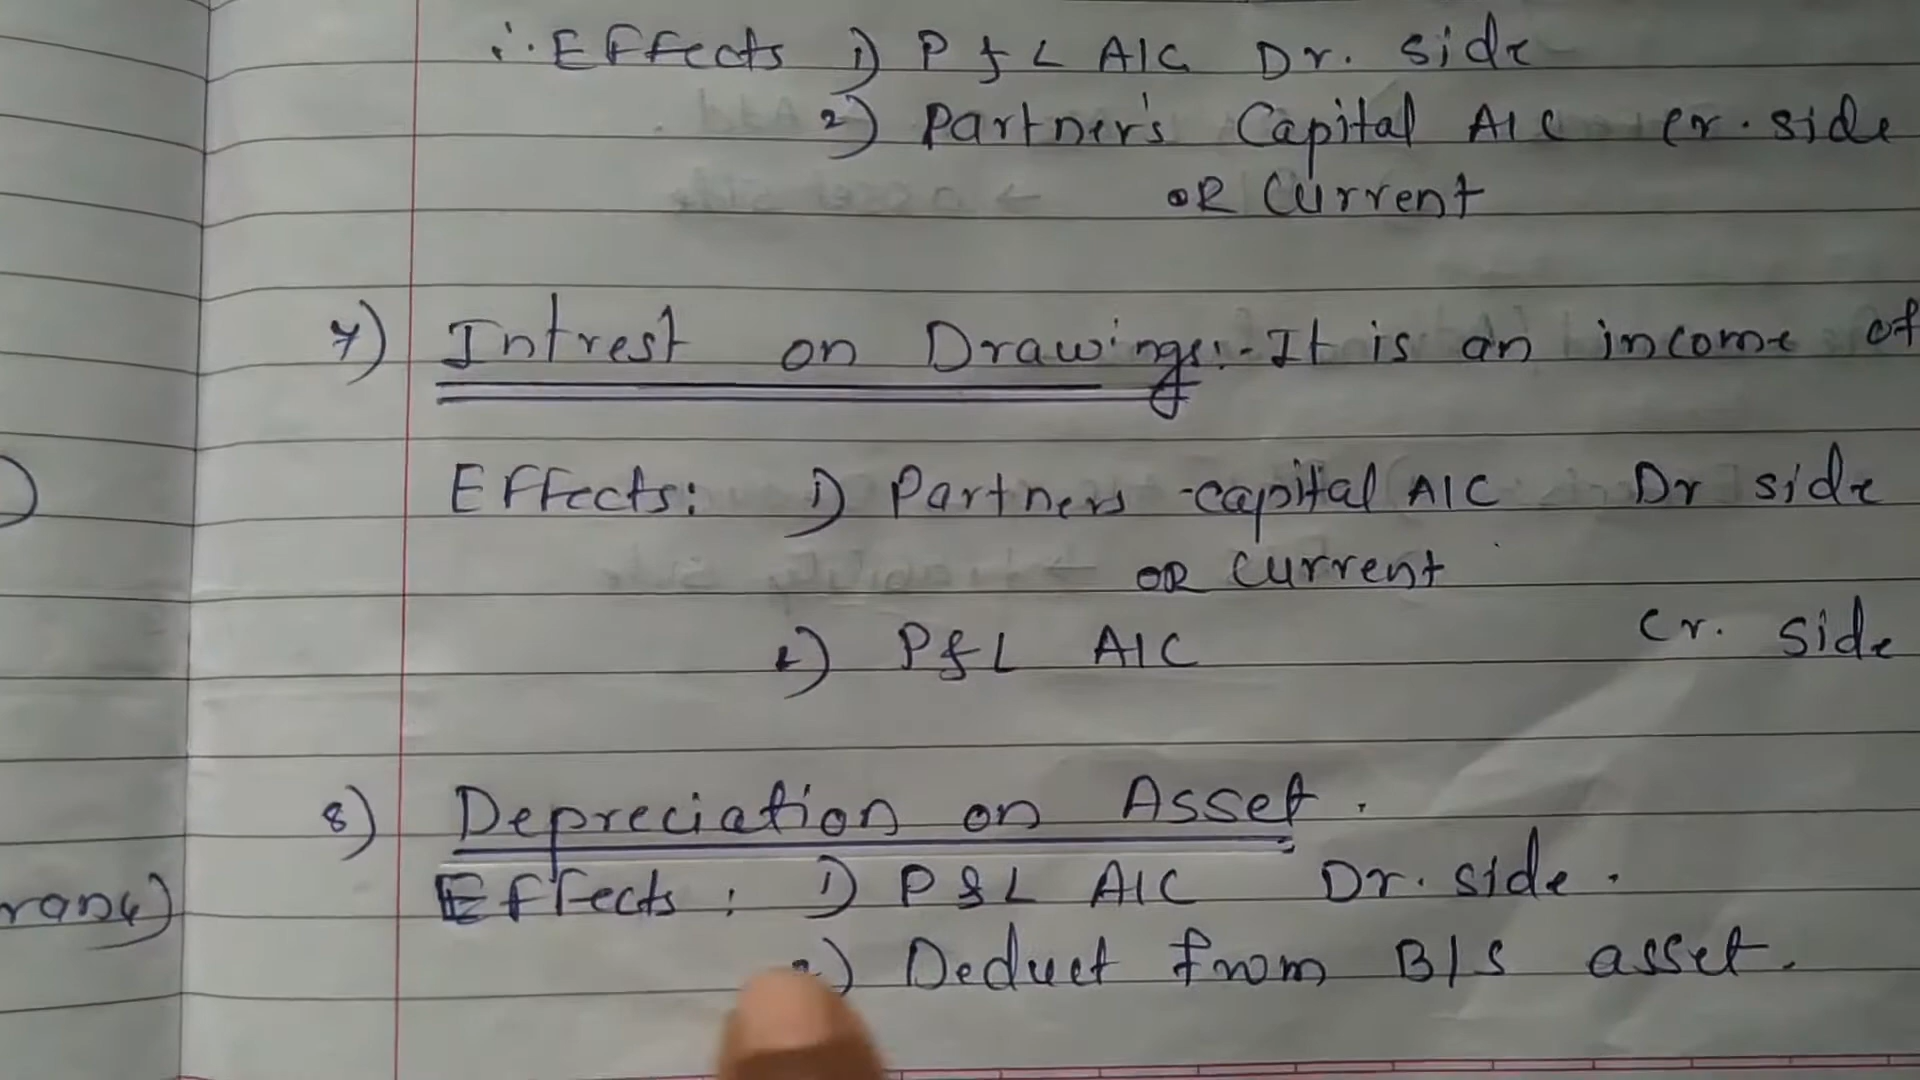 ∴ Effects 1) P & L A/C Dr. side
2) Partner's Capital A/C Cr. side
OR Current
7) Intrest on Drawings:- It is an income of
Effects: 1) Partners capital A/C Dr side
OR Current
2) P & L A/C Cr. side
8) Depreciation on Asset.
Effects: 1) P & L A/C Dr. side.
2) Deduct from B/S asset.